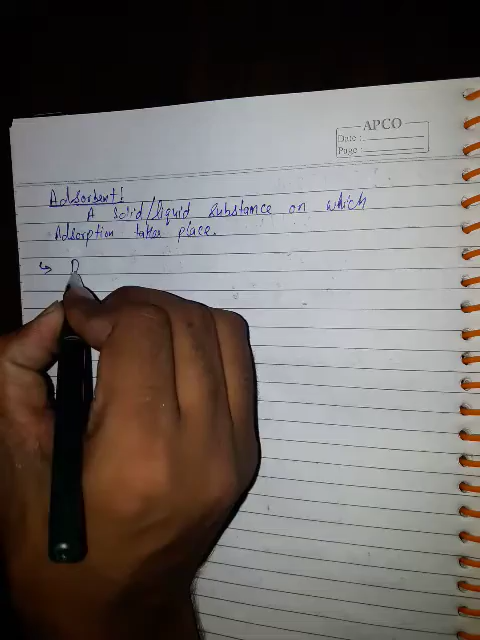 APCO
Date :
Page :
Adsorbent!
A Solid/liquid Substance on which
Adsorption takes place.
↳ D